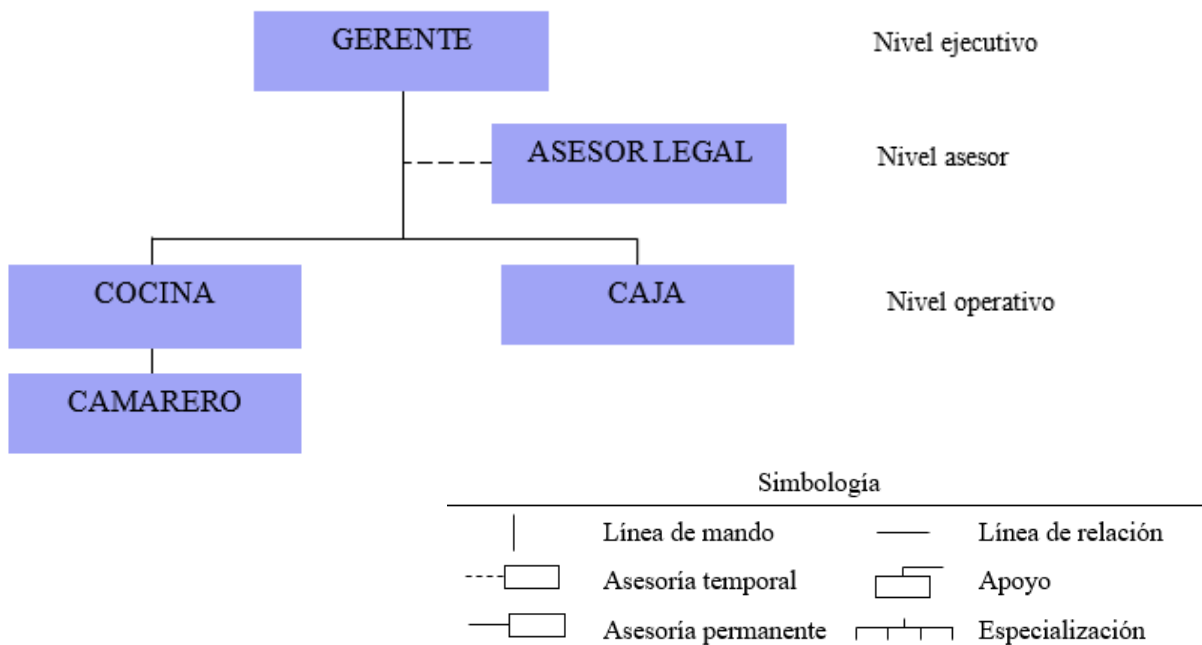 GERENTE
Nivel ejecutivo
ASESOR LEGAL
Nivel asesor
COCINA
CAJA
Nivel operativo
CAMARERO
Simbología
Línea de mando
Línea de relación
Asesoría temporal
Apoyo
Asesoría permanente
Especialización